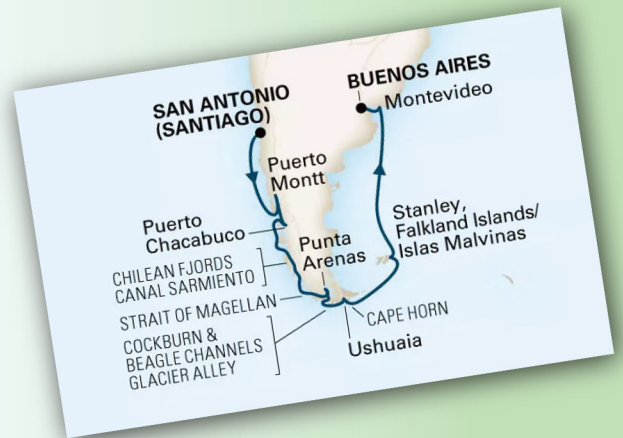 SAN ANTONIO
(SANTIAGO)
BUENOS AIRES
Montevideo
Puerto
Montt
Puerto
Chacabuco
CHILEAN FJORDS
CANAL SARMIENTO
Punta
Arenas
Stanley,
Falkland Islands/
Islas Malvinas
STRAIT OF MAGELLAN
COCKBURN &
BEAGLE CHANNELS
GLACIER ALLEY
CAPE HORN
Ushuaia